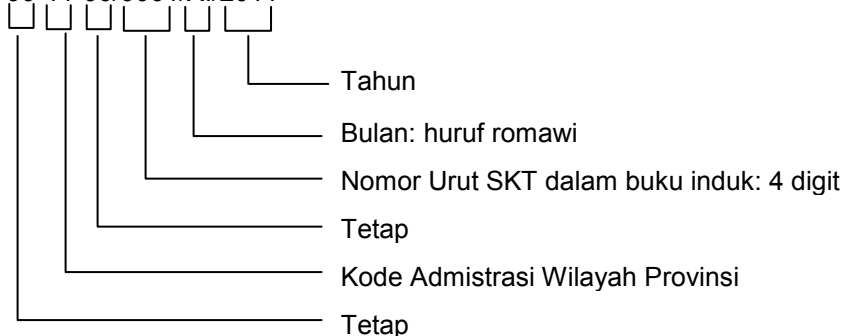 Tahun
Bulan: huruf romawi
Nomor Urut SKT dalam buku induk: 4 digit
Tetap
Kode Admistrasi Wilayah Provinsi
Tetap